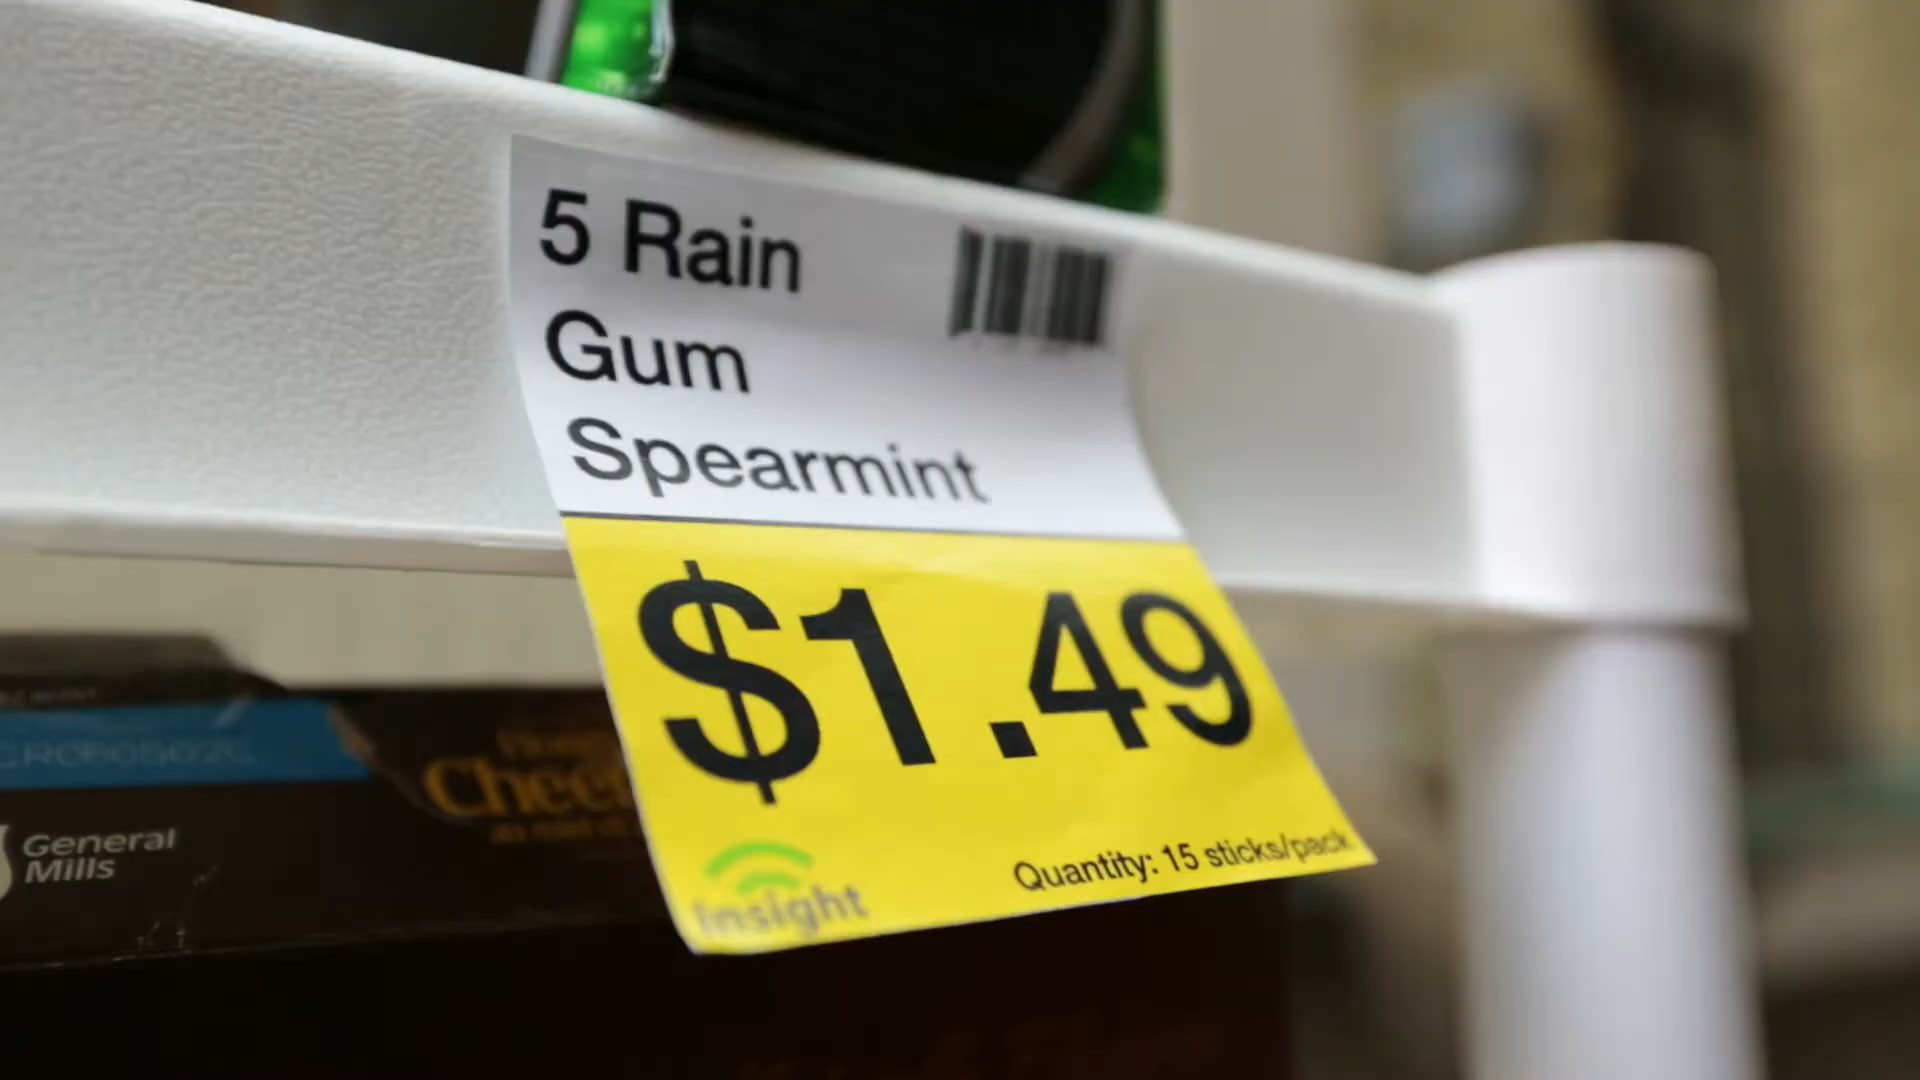 5 Rain
Gum
Spearmint
$1.49
Insight
Quantity: 15 sticks/pack
General
Mills